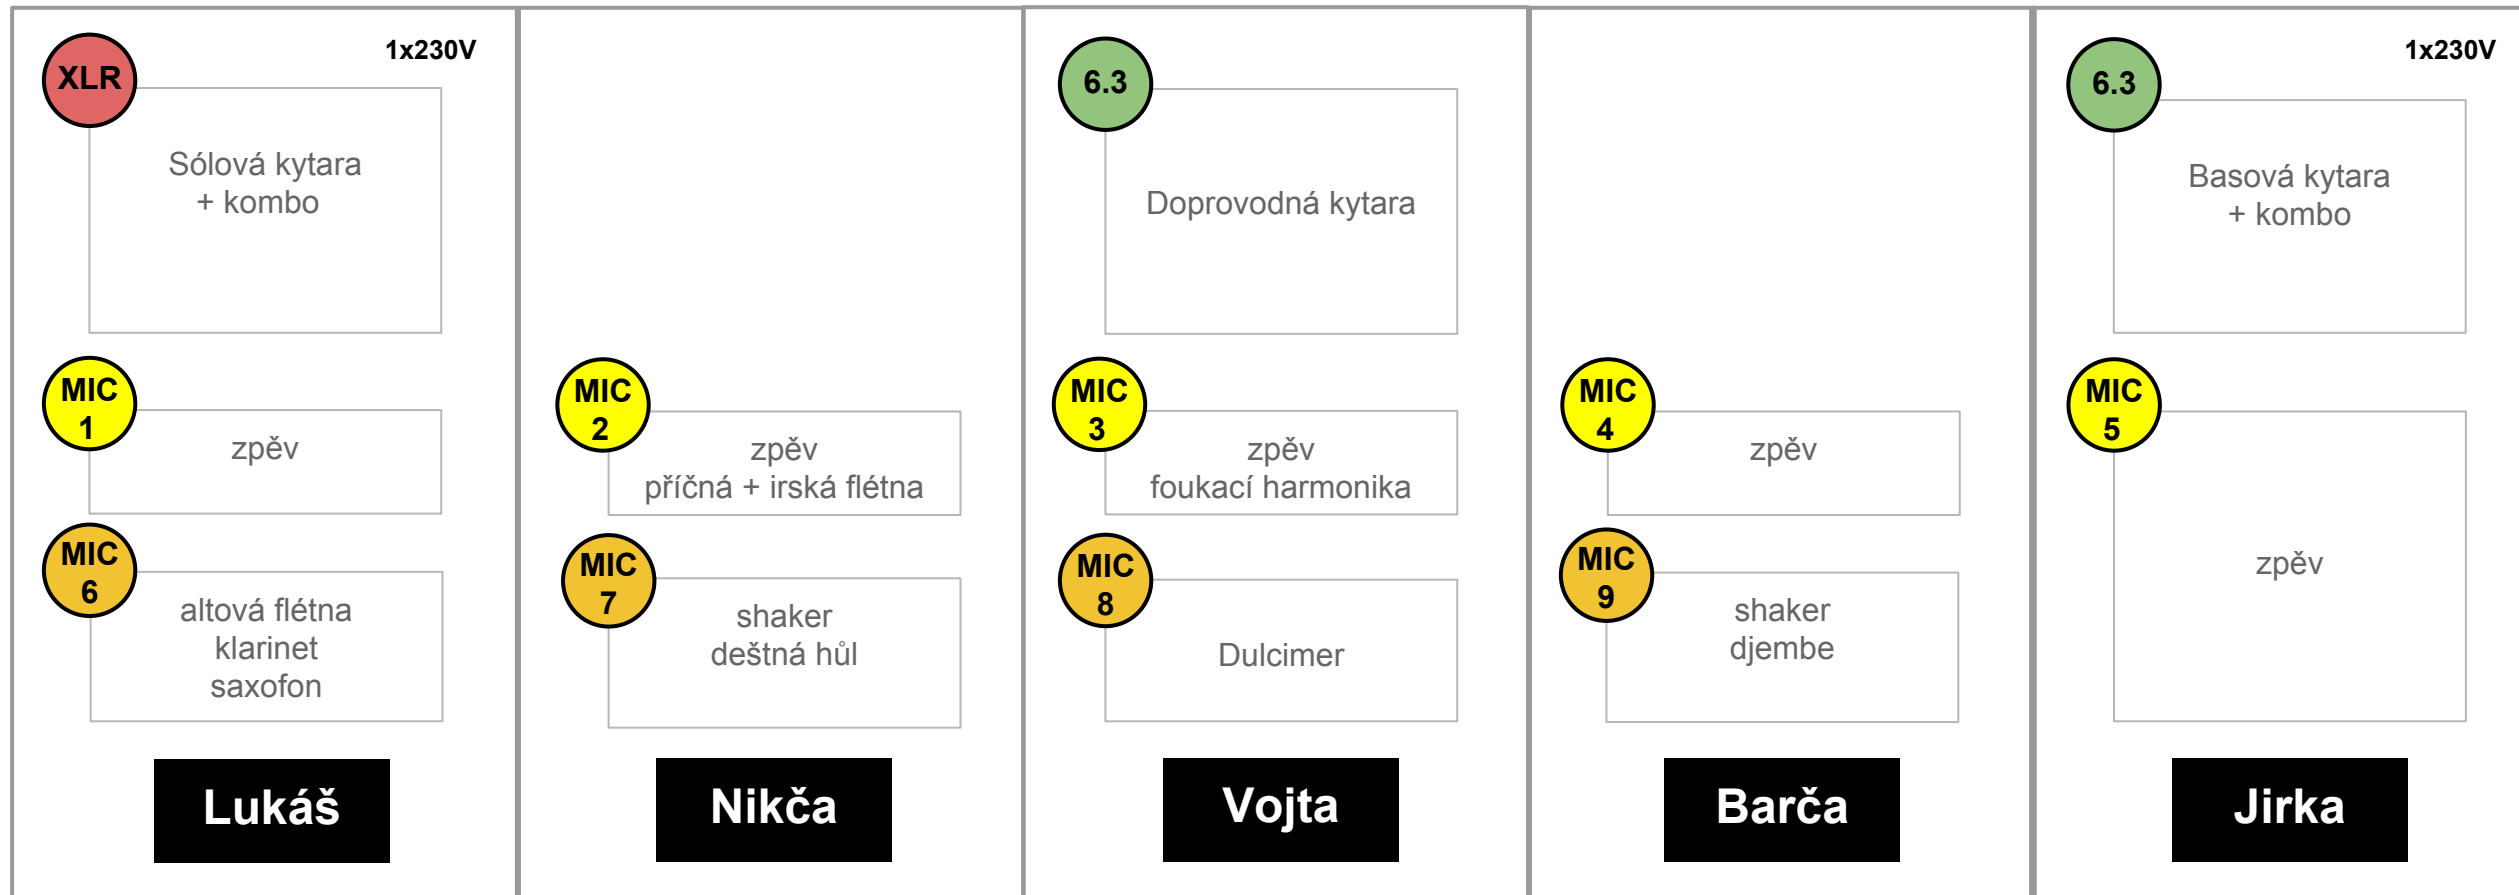 XLR
1x230V
Sólová kytara
+ kombo
MIC
1
zpěv
MIC
6
altová flétna
klarinet
saxofon
Lukáš
MIC
2
zpěv
příčná + irská flétna
MIC
7
shaker
deštná hůl
Nikča
6.3
Doprovodná kytara
MIC
3
zpěv
foukací harmonika
MIC
8
Dulcimer
Vojta
MIC
4
zpěv
MIC
9
shaker
djembe
Barča
6.3
1x230V
Basová kytara
+ kombo
MIC
5
zpěv
Jirka